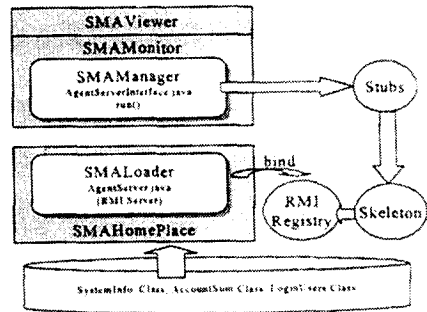 SMAViewer
SMAMonitor
SMAManager
AgentServerInterface.java
run()
Stubs
SMALoader
AgentServer.java
(RMI Server)
bind
RMI
Registry
Skeleton
SMAHomePlace
SystemInfo Class, AccountSum Class, LoginUsers Class